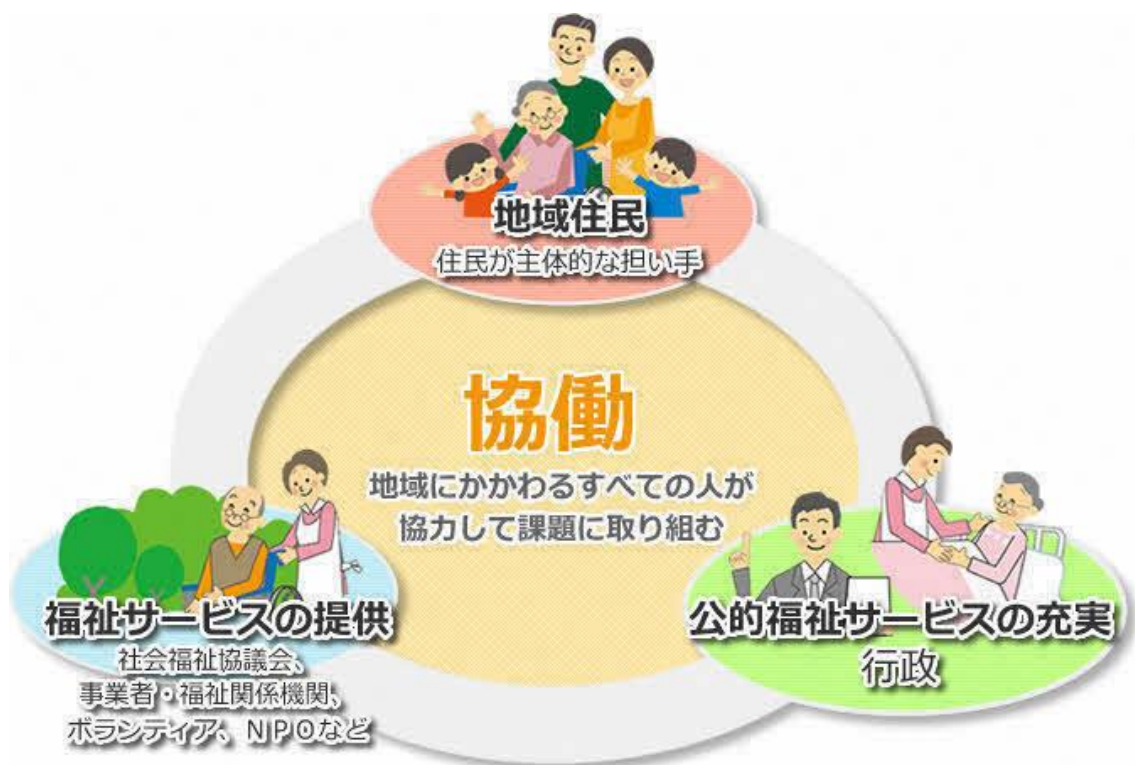 地域住民
住民が主体的な担い手
協働
地域にかかわるすべての人が
協力して課題に取り組む
福祉サービスの提供
社会福祉協議会、
事業者・福祉関係機関、
ボランティア、ＮＰＯなど
公的福祉サービスの充実
行政